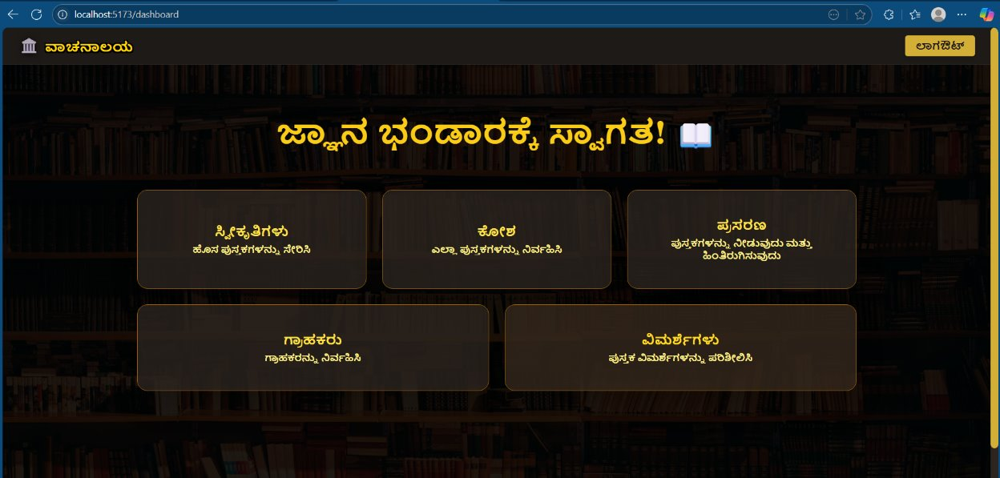 localhost:5173/dashboard
🏛️ ವಾಚನಾಲಯ
ಲಾಗಔಟ್
ಜ್ಞಾನ ಭಂಡಾರಕ್ಕೆ ಸ್ವಾಗತ! 📖
ಸ್ವೀಕೃತಿಗಳು
ಹೊಸ ಪುಸ್ತಕಗಳನ್ನು ಸೇರಿಸಿ
ಕೋಶ
ಎಲ್ಲಾ ಪುಸ್ತಕಗಳನ್ನು ನಿರ್ವಹಿಸಿ
ಪ್ರಸರಣ
ಪುಸ್ತಕಗಳನ್ನು ನೀಡುವುದು ಮತ್ತು
ಹಿಂತಿರುಗಿಸುವುದು
ಗ್ರಾಹಕರು
ಗ್ರಾಹಕರನ್ನು ನಿರ್ವಹಿಸಿ
ವಿಮರ್ಶೆಗಳು
ಪುಸ್ತಕ ವಿಮರ್ಶೆಗಳನ್ನು ಪರಿಶೀಲಿಸಿ